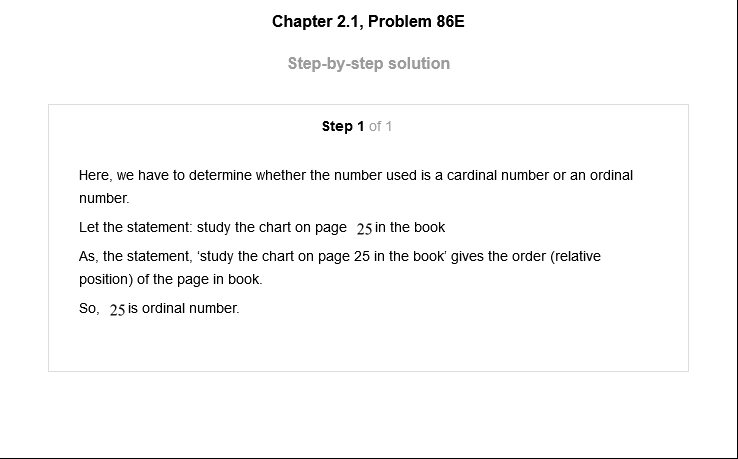 Chapter 2.1, Problem 86E
Step-by-step solution
Step 1 of 1
Here, we have to determine whether the number used is a cardinal number or an ordinal
number.
Let the statement: study the chart on page 25 in the book
As, the statement, ‘study the chart on page 25 in the book’ gives the order (relative
position) of the page in book.
So, 25 is ordinal number.